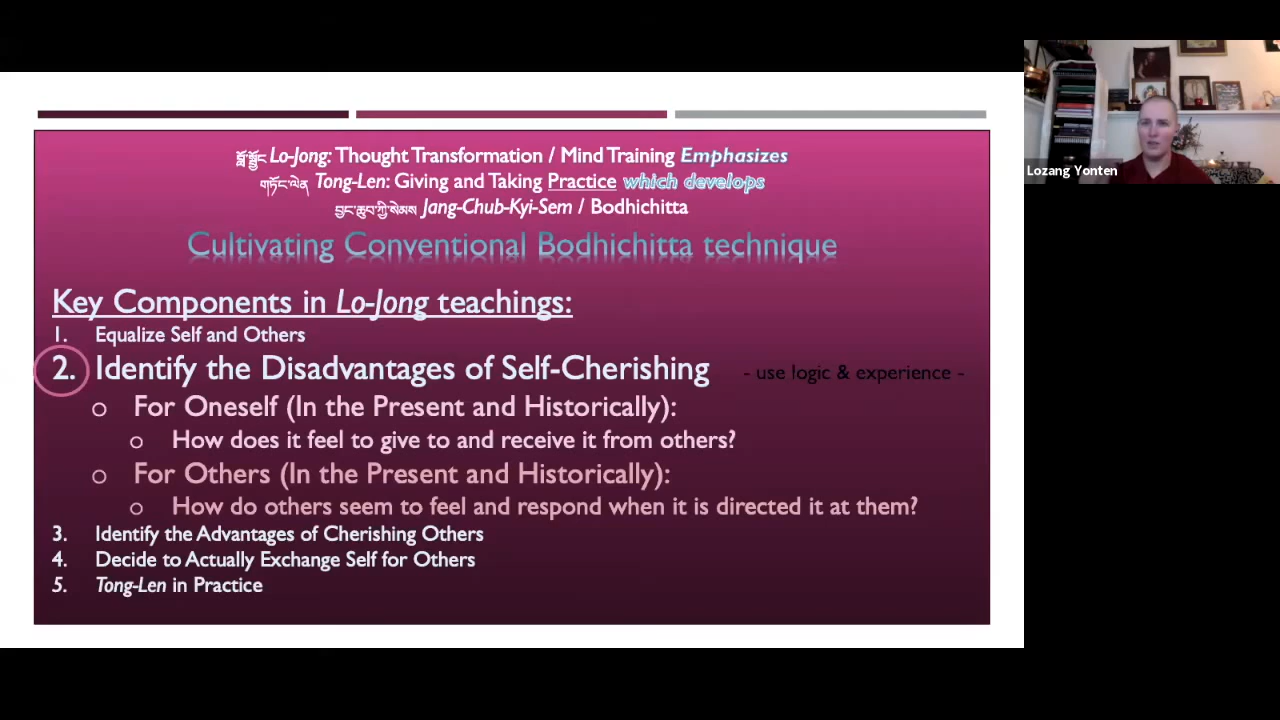 བློ་སྦྱོང Lo-Jong: Thought Transformation / Mind Training Emphasizes
གཏོང་ལེན Tong-Len: Giving and Taking Practice which develops
བྱང་ཆུབ་ཀྱི་སེམས Jang-Chub-Kyi-Sem / Bodhichitta
Cultivating Conventional Bodhichitta technique
Key Components in Lo-Jong teachings:
1. Equalize Self and Others
2. Identify the Disadvantages of Self-Cherishing - use logic & experience -
o For Oneself (In the Present and Historically):
o How does it feel to give to and receive it from others?
o For Others (In the Present and Historically):
o How do others seem to feel and respond when it is directed it at them?
3. Identify the Advantages of Cherishing Others
4. Decide to Actually Exchange Self for Others
5. Tong-Len in Practice
Lozang Yonten